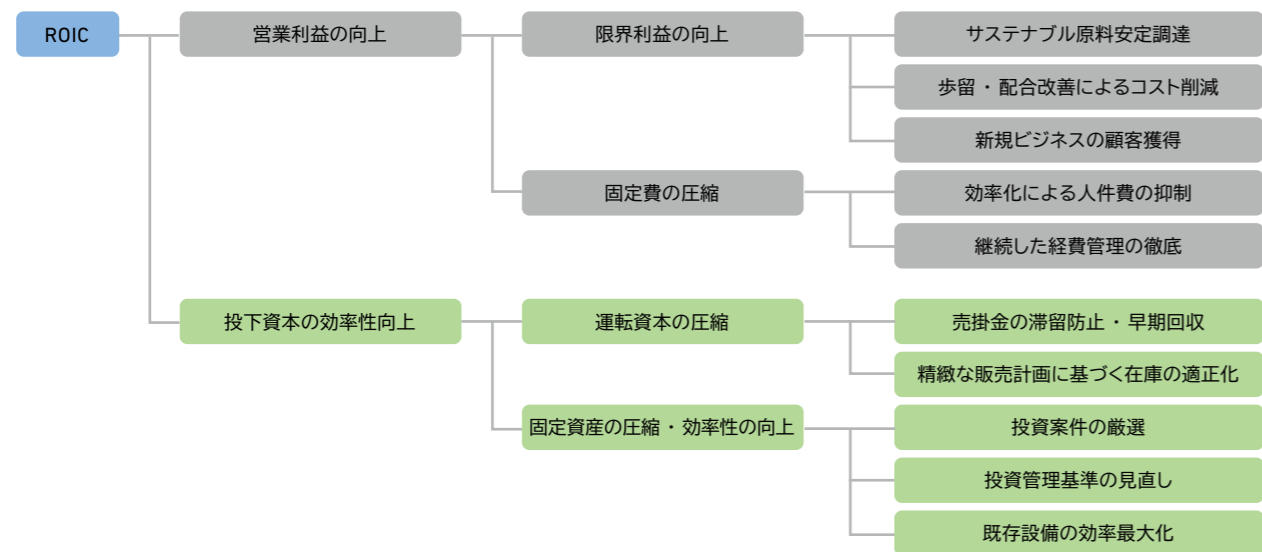 ROIC
営業利益の向上
限界利益の向上
サステナブル原料安定調達
歩留・配合改善によるコスト削減
新規ビジネスの顧客獲得
固定費の圧縮
効率化による人件費の抑制
継続した経費管理の徹底
投下資本の効率性向上
運転資本の圧縮
売掛金の滞留防止・早期回収
精緻な販売計画に基づく在庫の適正化
固定資産の圧縮・効率性の向上
投資案件の厳選
投資管理基準の見直し
既存設備の効率最大化